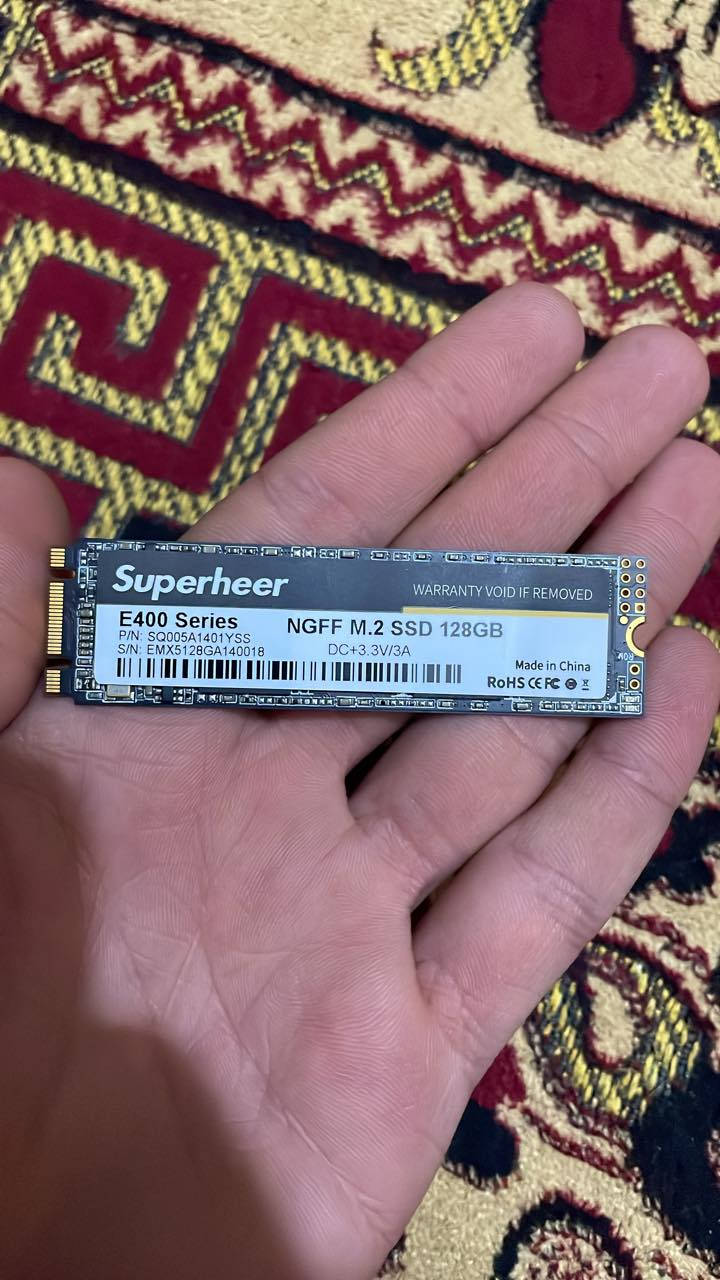 Superheer
WARRANTY VOID IF REMOVED
E400 Series
NGFF M.2 SSD 128GB
P/N: SQ005A1401YSS
S/N: EMX5128GA140018
DC+3.3V/3A
Made in China
RoHS CE FC